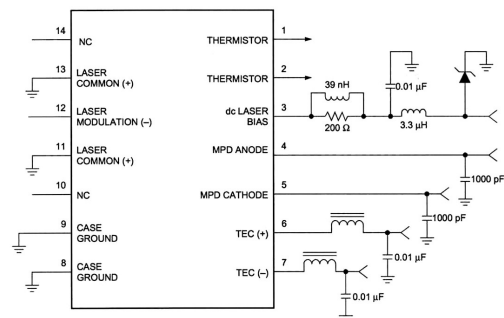 14
NC
THERMISTOR
1
13
LASER
COMMON (+)
THERMISTOR
2
39 nH
0.01 µF
12
LASER
MODULATION (–)
dc LASER
BIAS
3
200 Ω
3.3 µH
11
LASER
COMMON (+)
MPD ANODE
4
1000 pF
10
NC
MPD CATHODE
5
1000 pF
9
CASE
GROUND
TEC (+)
6
0.01 µF
8
CASE
GROUND
TEC (–)
7
0.01 µF